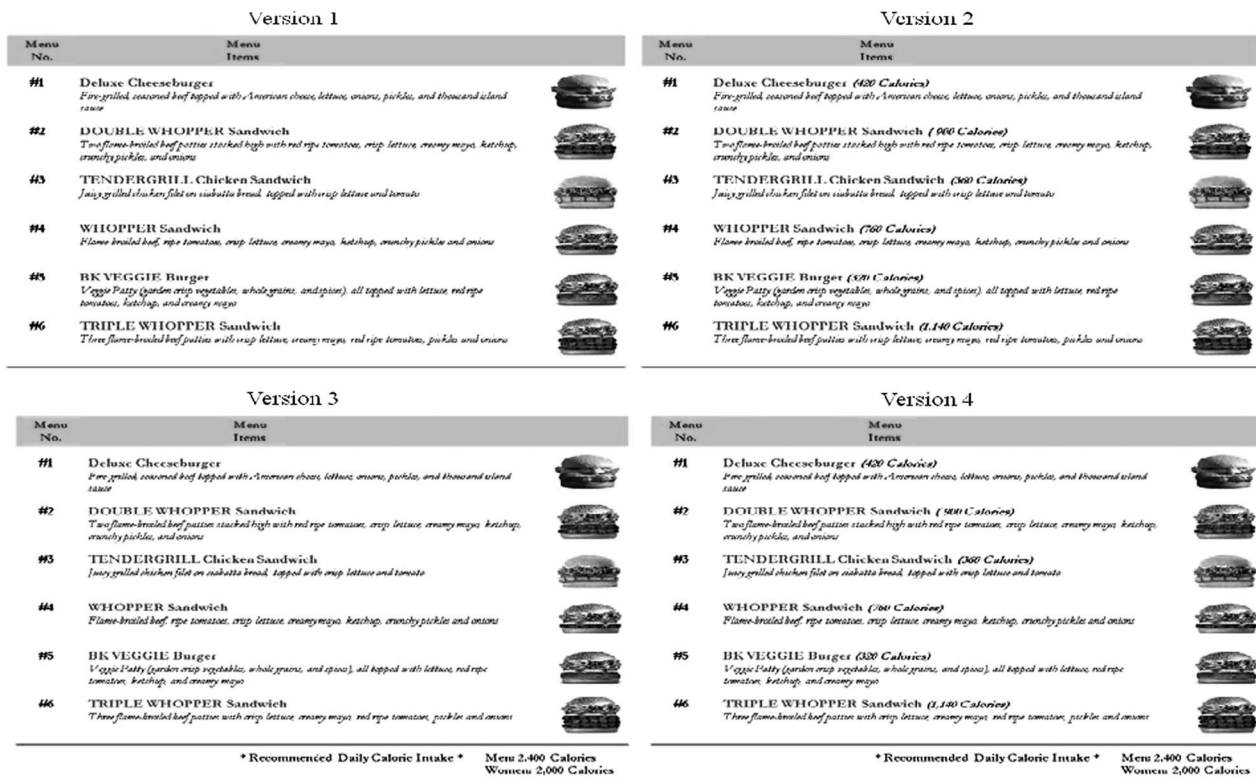 Version 1
Menu No.
Menu Items
#1 Deluxe Cheeseburger
Fire-grilled, seasoned beef topped with American cheese, lettuce, onions, pickles, and thousand island
sauce
#2 DOUBLE WHOPPER Sandwich
Two flame-broiled beef patties stacked high with red ripe tomatoes, crisp lettuce, creamy mayo, ketchup,
crunchy pickles, and onions
#3 TENDERGRILL Chicken Sandwich
Juicy grilled chicken filet on ciabatta bread, topped with crisp lettuce and tomato
#4 WHOPPER Sandwich
Flame-broiled beef, ripe tomatoes, crisp lettuce, creamy mayo, ketchup, crunchy pickles and onions
#5 BK VEGGIE Burger
Veggie Patty (garden crisp vegetables, whole grains, and spices), all topped with lettuce, red ripe
tomatoes, ketchup, and creamy mayo
#6 TRIPLE WHOPPER Sandwich
Three flame-broiled beef patties with crisp lettuce, creamy mayo, red ripe tomatoes, pickles and onions
Version 2
Menu No.
Menu Items
#1 Deluxe Cheeseburger (420 Calories)
Fire-grilled, seasoned beef topped with American cheese, lettuce, onions, pickles, and thousand island
sauce
#2 DOUBLE WHOPPER Sandwich ( 900 Calories)
Two flame-broiled beef patties stacked high with red ripe tomatoes, crisp lettuce, creamy mayo, ketchup,
crunchy pickles, and onions
#3 TENDERGRILL Chicken Sandwich (360 Calories)
Juicy grilled chicken filet on ciabatta bread, topped with crisp lettuce and tomato
#4 WHOPPER Sandwich (760 Calories)
Flame-broiled beef, ripe tomatoes, crisp lettuce, creamy mayo, ketchup, crunchy pickles and onions
#5 BK VEGGIE Burger (320 Calories)
Veggie Patty (garden crisp vegetables, whole grains, and spices), all topped with lettuce, red ripe
tomatoes, ketchup, and creamy mayo
#6 TRIPLE WHOPPER Sandwich (1,140 Calories)
Three flame-broiled beef patties with crisp lettuce, creamy mayo, red ripe tomatoes, pickles and onions
Version 3
Menu No.
Menu Items
#1 Deluxe Cheeseburger
Fire-grilled, seasoned beef topped with American cheese, lettuce, onions, pickles, and thousand island
sauce
#2 DOUBLE WHOPPER Sandwich
Two flame-broiled beef patties stacked high with red ripe tomatoes, crisp lettuce, creamy mayo, ketchup,
crunchy pickles, and onions
#3 TENDERGRILL Chicken Sandwich
Juicy grilled chicken filet on ciabatta bread, topped with crisp lettuce and tomato
#4 WHOPPER Sandwich
Flame-broiled beef, ripe tomatoes, crisp lettuce, creamy mayo, ketchup, crunchy pickles and onions
#5 BK VEGGIE Burger
Veggie Patty (garden crisp vegetables, whole grains, and spices), all topped with lettuce, red ripe
tomatoes, ketchup, and creamy mayo
#6 TRIPLE WHOPPER Sandwich
Three flame-broiled beef patties with crisp lettuce, creamy mayo, red ripe tomatoes, pickles and onions
* Recommended Daily Caloric Intake * Men: 2,400 Calories
Women: 2,000 Calories
Version 4
Menu No.
Menu Items
#1 Deluxe Cheeseburger (420 Calories)
Fire-grilled, seasoned beef topped with American cheese, lettuce, onions, pickles, and thousand island
sauce
#2 DOUBLE WHOPPER Sandwich ( 900 Calories)
Two flame-broiled beef patties stacked high with red ripe tomatoes, crisp lettuce, creamy mayo, ketchup,
crunchy pickles, and onions
#3 TENDERGRILL Chicken Sandwich (360 Calories)
Juicy grilled chicken filet on ciabatta bread, topped with crisp lettuce and tomato
#4 WHOPPER Sandwich (760 Calories)
Flame-broiled beef, ripe tomatoes, crisp lettuce, creamy mayo, ketchup, crunchy pickles and onions
#5 BK VEGGIE Burger (320 Calories)
Veggie Patty (garden crisp vegetables, whole grains, and spices), all topped with lettuce, red ripe
tomatoes, ketchup, and creamy mayo
#6 TRIPLE WHOPPER Sandwich (1,140 Calories)
Three flame-broiled beef patties with crisp lettuce, creamy mayo, red ripe tomatoes, pickles and onions
* Recommended Daily Caloric Intake * Men: 2,400 Calories
Women: 2,000 Calories